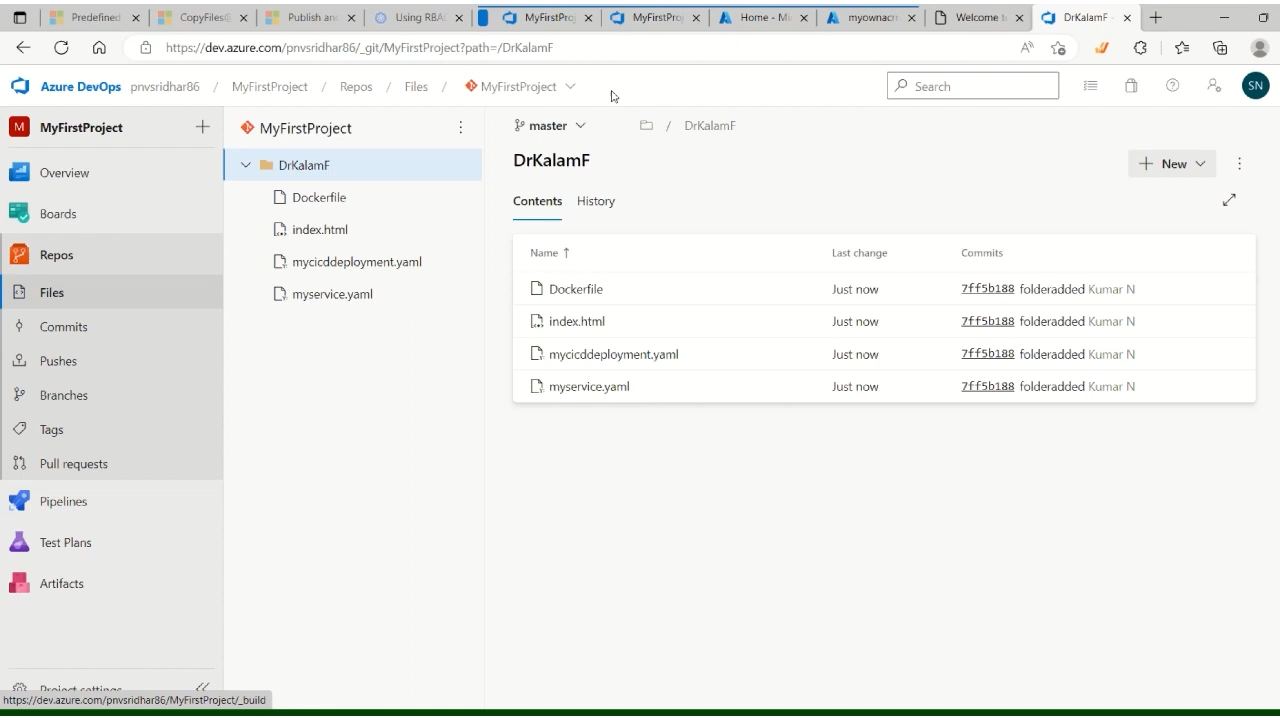 Predefined
CopyFiles@
Publish an
Using RBA
MyFirstProj
MyFirstProj
Home - Mi
myownacr
Welcome t
DrKalamF -
https://dev.azure.com/pnvsridhar86/_git/MyFirstProject?path=/DrKalamF
Azure DevOps pnvsridhar86 / MyFirstProject / Repos / Files / MyFirstProject
Search
SN
M MyFirstProject
Overview
Boards
Repos
Files
Commits
Pushes
Branches
Tags
Pull requests
Pipelines
Test Plans
Artifacts
Project settings
https://dev.azure.com/pnvsridhar86/MyFirstProject/_build
MyFirstProject
DrKalamF
Dockerfile
index.html
mycicddeployment.yaml
myservice.yaml
master / DrKalamF
DrKalamF
New
Contents History
Name Last change Commits
Dockerfile Just now 7ff5b188 folderadded Kumar N
index.html Just now 7ff5b188 folderadded Kumar N
mycicddeployment.yaml Just now 7ff5b188 folderadded Kumar N
myservice.yaml Just now 7ff5b188 folderadded Kumar N